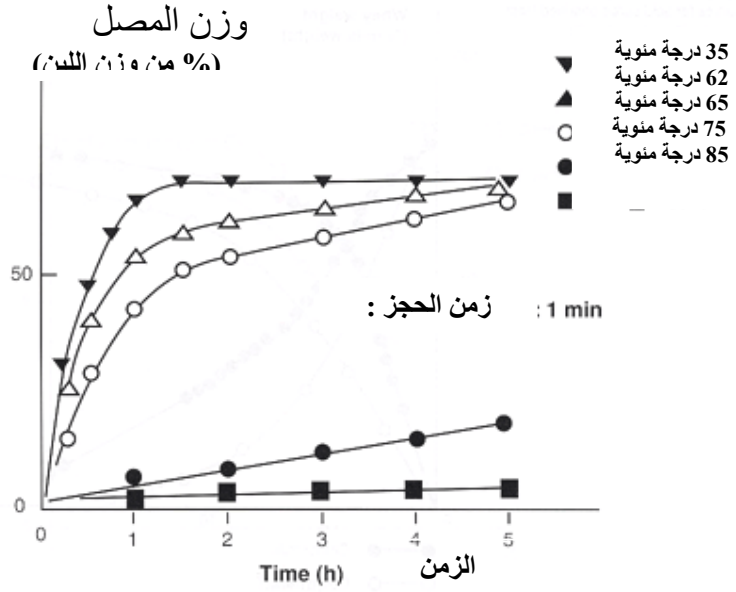 وزن المصل
(% من وزن اللبن)
35 درجة مئوية
62 درجة مئوية
65 درجة مئوية
75 درجة مئوية
85 درجة مئوية
50
زمن الحجز : : 1 min
0
0 1 2 3 4 5
Time (h) الزمن